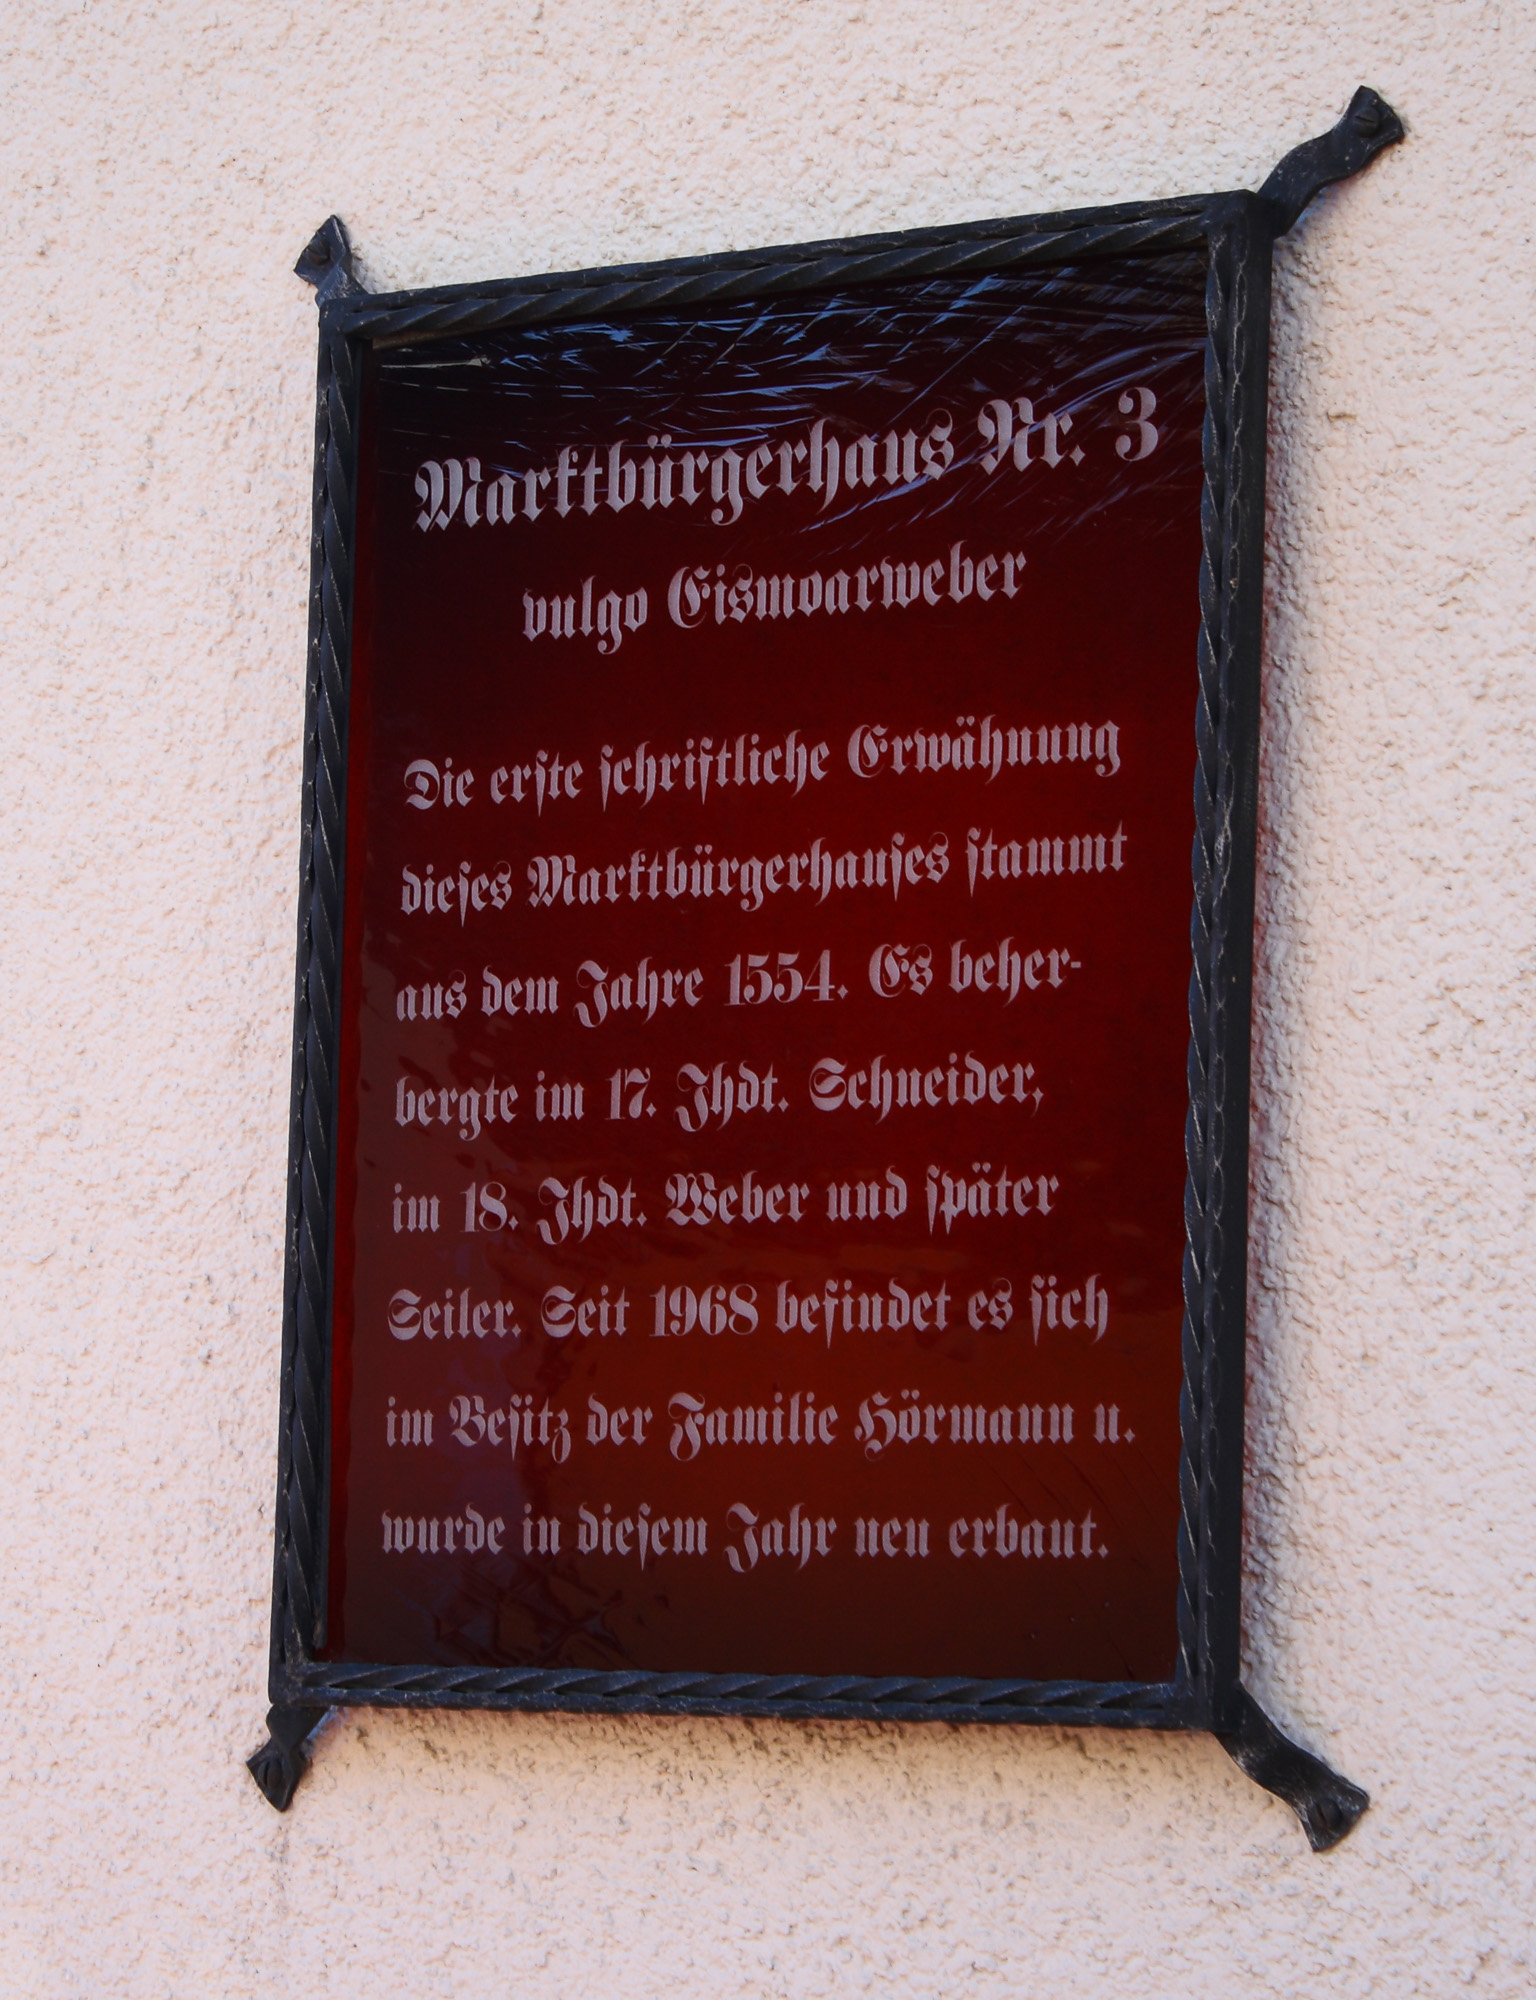 Marktbürgerhaus Nr. 3
vulgo Eismoarweber
Die erſte ſchriftliche Erwähnung
dieſes Marktbürgerhauſes ſtammt
aus dem Jahre 1554. Es beher-
bergte im 17. Jhdt. Schneider,
im 18. Jhdt. Weber und ſpäter
Seiler. Seit 1968 befindet es ſich
im Beſitz der Familie Hörmann u.
wurde in dieſem Jahr neu erbaut.